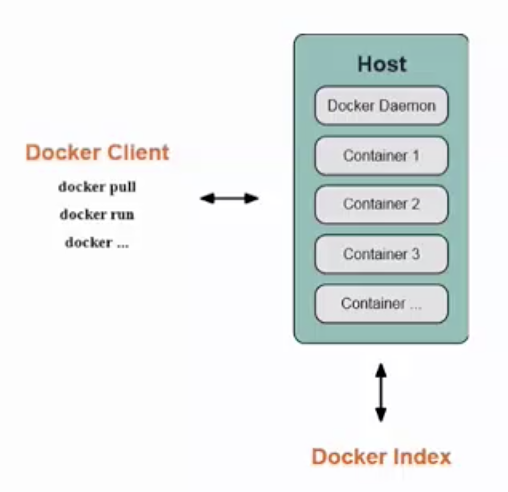 Host
Docker Daemon
Docker Client
Container 1
docker pull
Container 2
docker run
docker ...
Container 3
Container ...
Docker Index